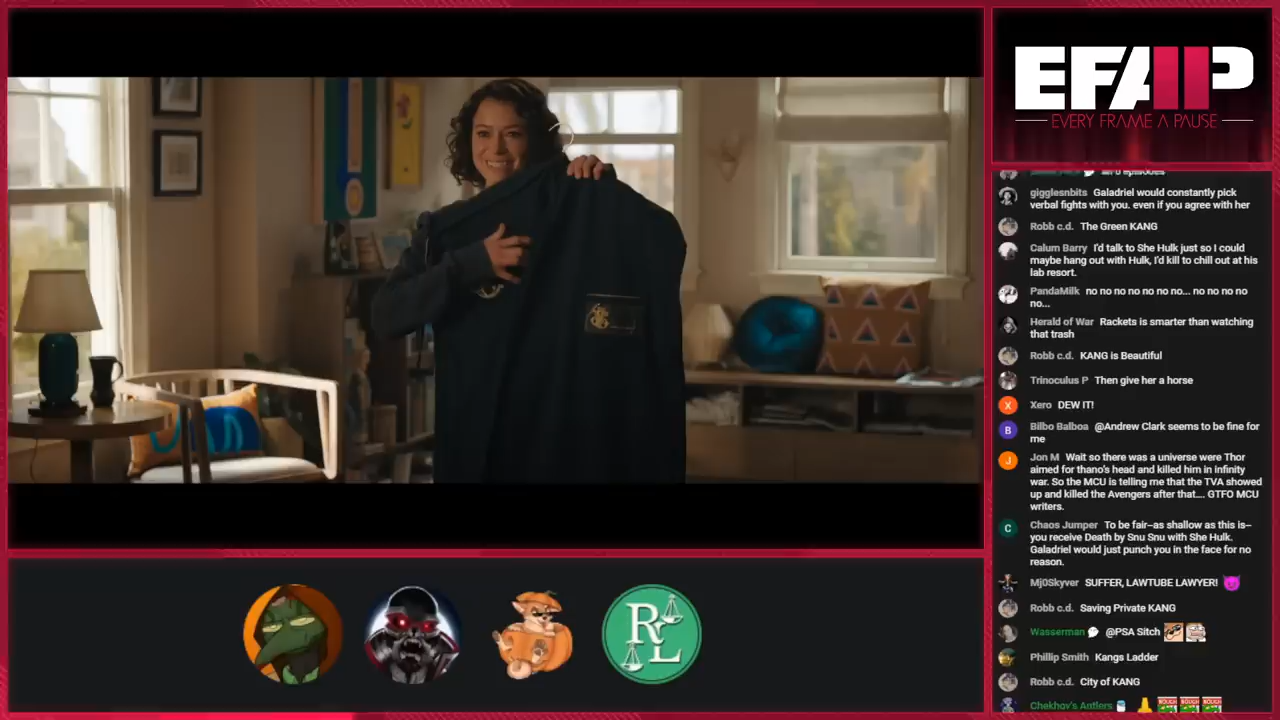 EFAP
EVERY FRAME A PAUSE
all 6 episodes
gigglesnbits Galadriel would constantly pick
verbal fights with you. even if you agree with her
Robb c.d. The Green KANG
Calum Barry I'd talk to She Hulk just so I could
maybe hang out with Hulk, I'd kill to chill out at his
lab resort.
PandaMilk no no no no no no no... no no no no
no...
Herald of War Rackets is smarter than watching
that trash
Robb c.d. KANG is Beautiful
Trinoculus P Then give her a horse
X Xero DEW IT!
B Bilbo Balboa @Andrew Clark seems to be fine for
me
J Jon M Wait so there was a universe were Thor
aimed for thano's head and killed him in infinity
war. So the MCU is telling me that the TVA showed
up and killed the Avengers after that.... GTFO MCU
writers.
C Chaos Jumper To be fair–as shallow as this is–
you receive Death by Snu Snu with She Hulk.
Galadriel would just punch you in the face for no
reason.
Mj0Skyver SUFFER, LAWTUBE LAWYER! 😈
Robb c.d. Saving Private KANG
Wasserman @PSA Sitch
Phillip Smith Kangs Ladder
Robb c.d. City of KANG
Chekhov's Antlers
RL